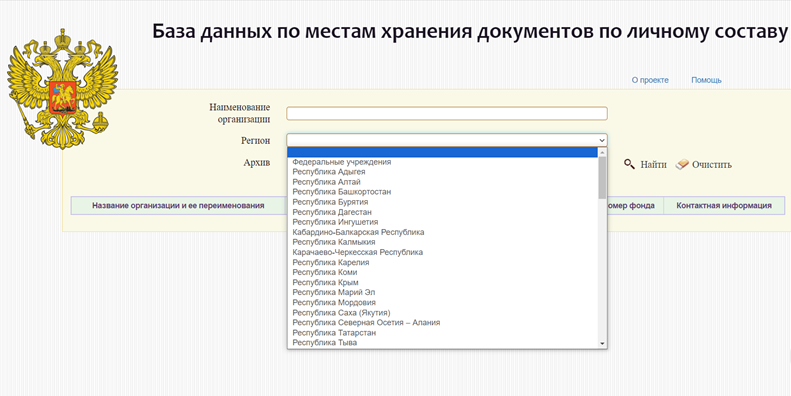 База данных по местам хранения документов по личному составу
О проекте Помощь
Наименование
организации
Регион
Архив
Найти Очистить
Федеральные учреждения
Республика Адыгея
Республика Алтай
Республика Башкортостан
Республика Бурятия
Республика Дагестан
Республика Ингушетия
Кабардино-Балкарская Республика
Республика Калмыкия
Карачаево-Черкесская Республика
Республика Карелия
Республика Коми
Республика Крым
Республика Марий Эл
Республика Мордовия
Республика Саха (Якутия)
Республика Северная Осетия – Алания
Республика Татарстан
Республика Тыва
Название организации и ее переименования омер фонда Контактная информация